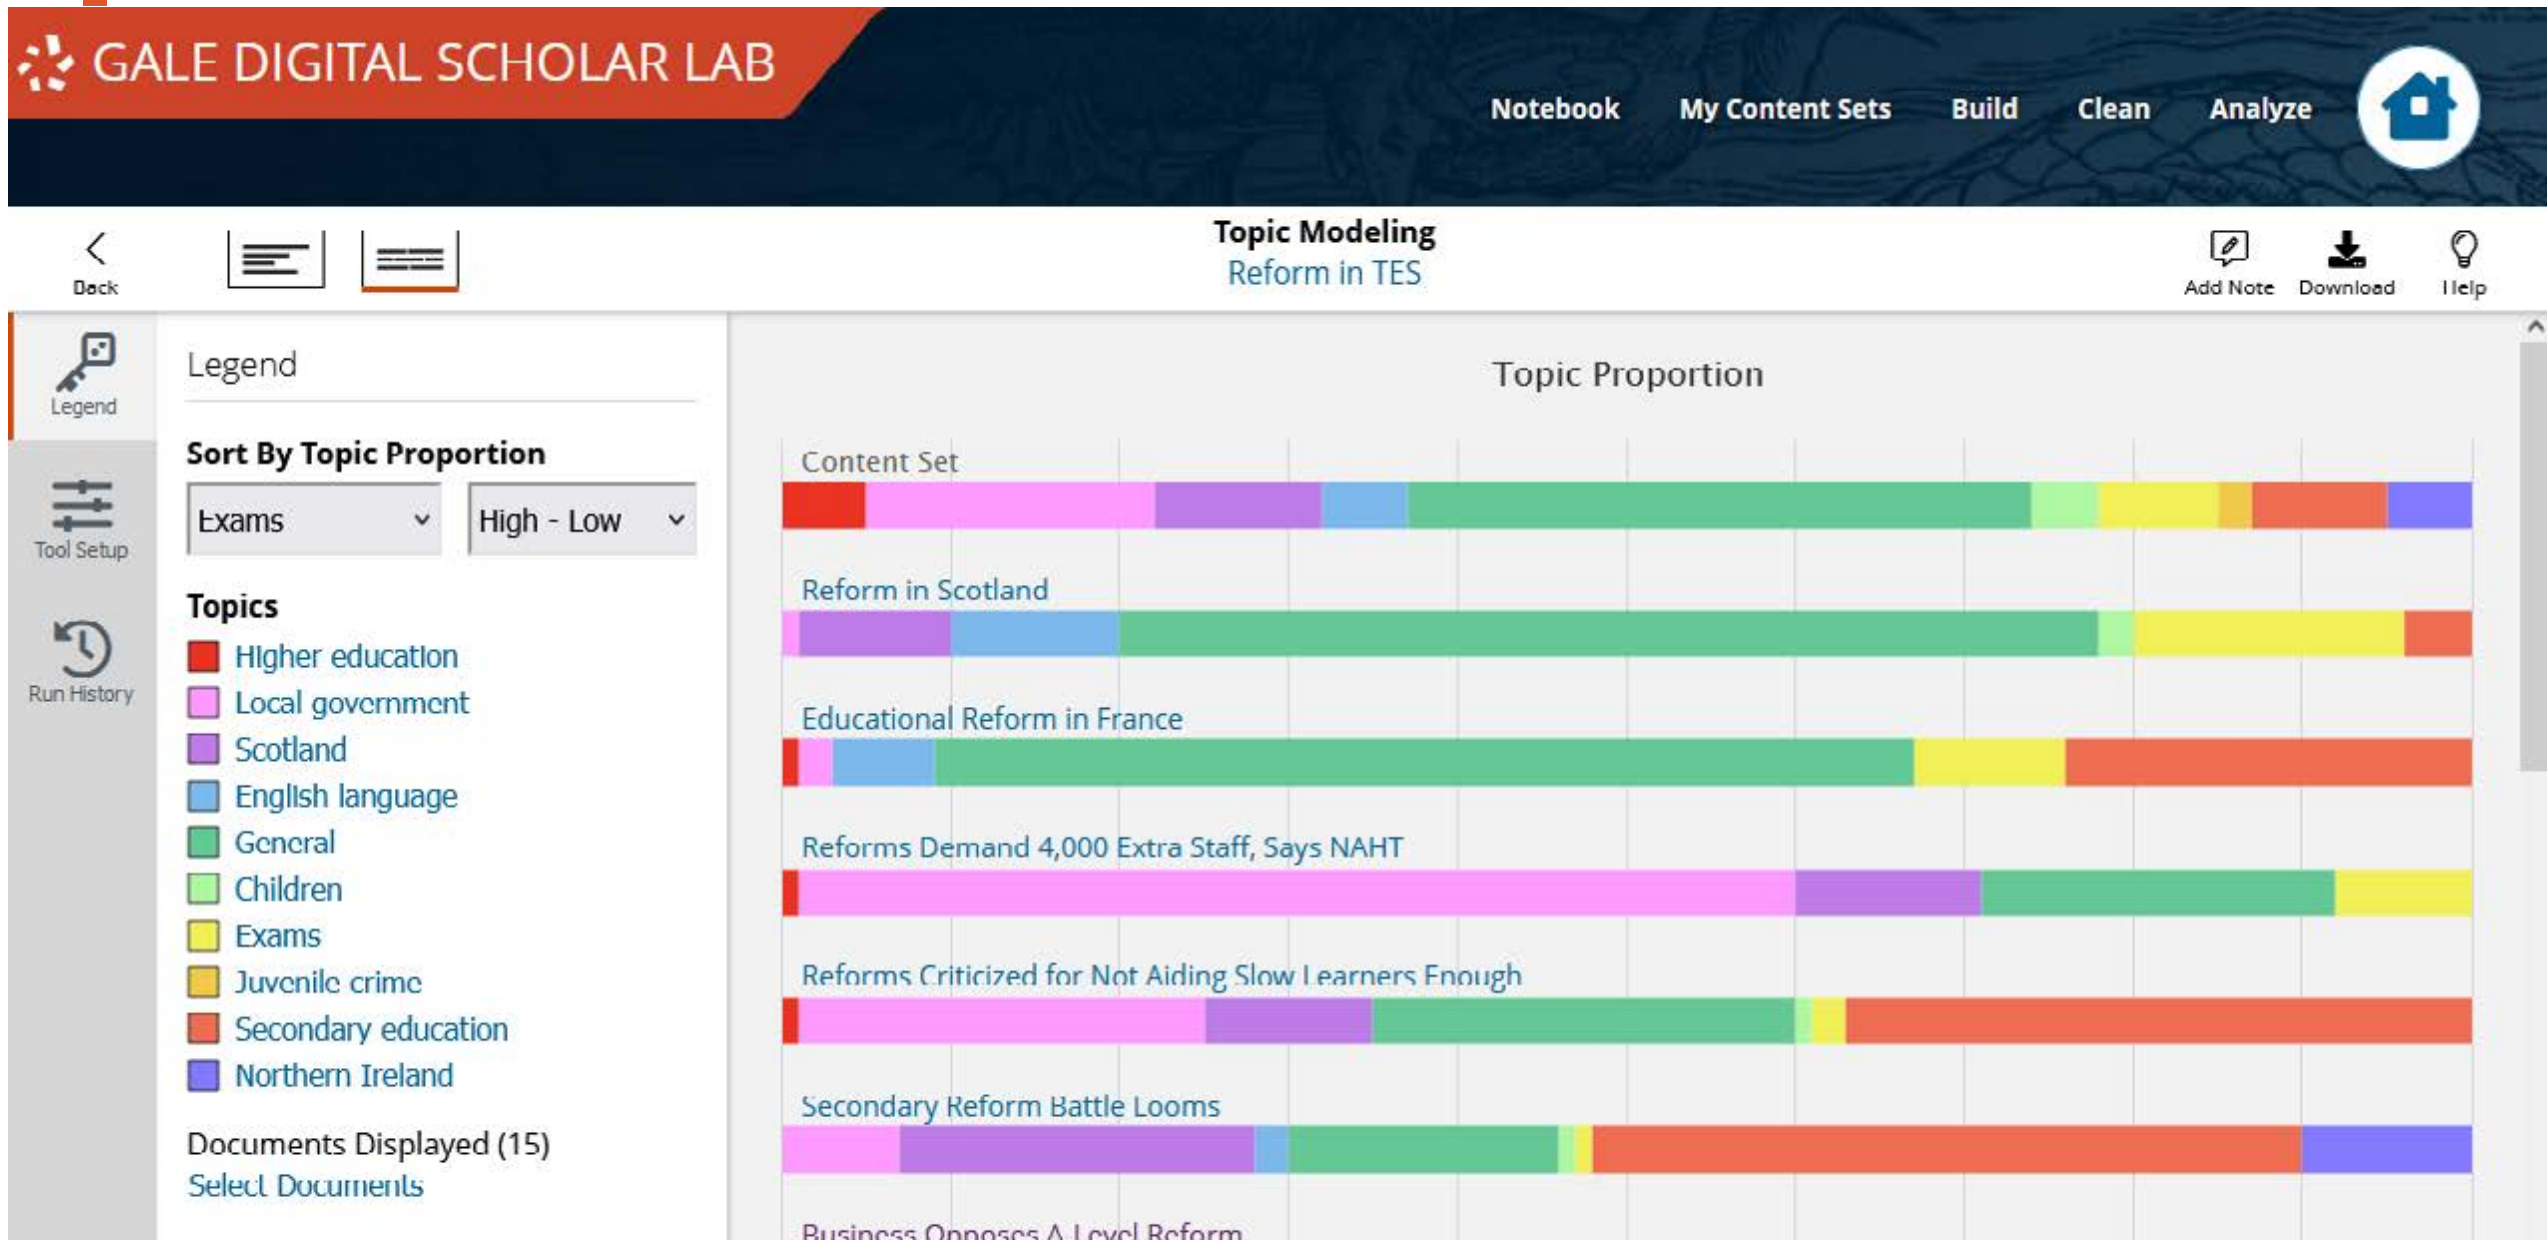 GALE DIGITAL SCHOLAR LAB
Notebook My Content Sets Build Clean Analyze
Back
Topic Modeling
Reform in TES
Add Note Download Help
Legend
Tool Setup
Run History
Legend
Sort By Topic Proportion
Exams High - Low
Topics
Higher education
Local government
Scotland
English language
General
Children
Exams
Juvenile crime
Secondary education
Northern Ireland
Documents Displayed (15)
Select Documents
Topic Proportion
Content Set
Reform in Scotland
Educational Reform in France
Reforms Demand 4,000 Extra Staff, Says NAHT
Reforms Criticized for Not Aiding Slow Learners Enough
Secondary Reform Battle Looms
Business Opposes A Level Reform